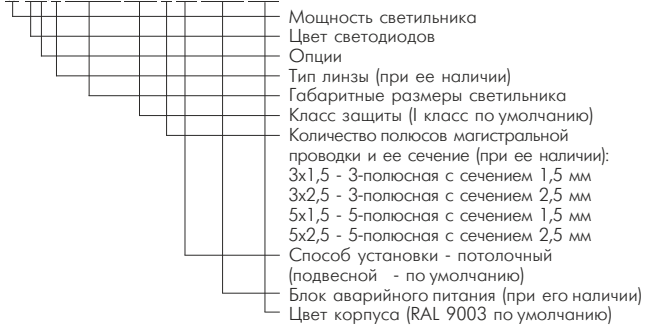 Мощность светильника
Цвет светодиодов
Опции
Тип линзы (при ее наличии)
Габаритные размеры светильника
Класс защиты (I класс по умолчанию)
Количество полюсов магистральной
проводки и ее сечение (при ее наличии):
3х1,5 - 3-полюсная с сечением 1,5 мм
3х2,5 - 3-полюсная с сечением 2,5 мм
5х1,5 - 5-полюсная с сечением 1,5 мм
5х2,5 - 5-полюсная с сечением 2,5 мм
Способ установки - потолочный
(подвесной - по умолчанию)
Блок аварийного питания (при его наличии)
Цвет корпуса (RAL 9003 по умолчанию)